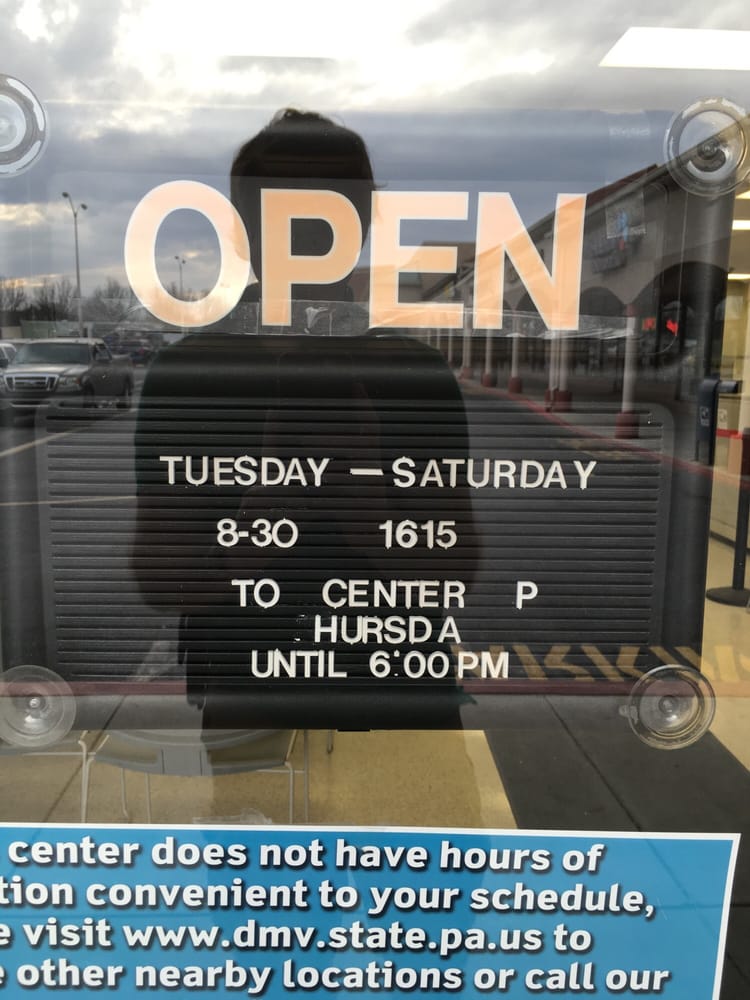 OPEN
TUESDAY — SATURDAY
8-30 1615
TO CENTER P
HURSDA
UNTIL 6:00 PM
center does not have hours of
tion convenient to your schedule,
e visit www.dmv.state.pa.us to
e other nearby locations or call our